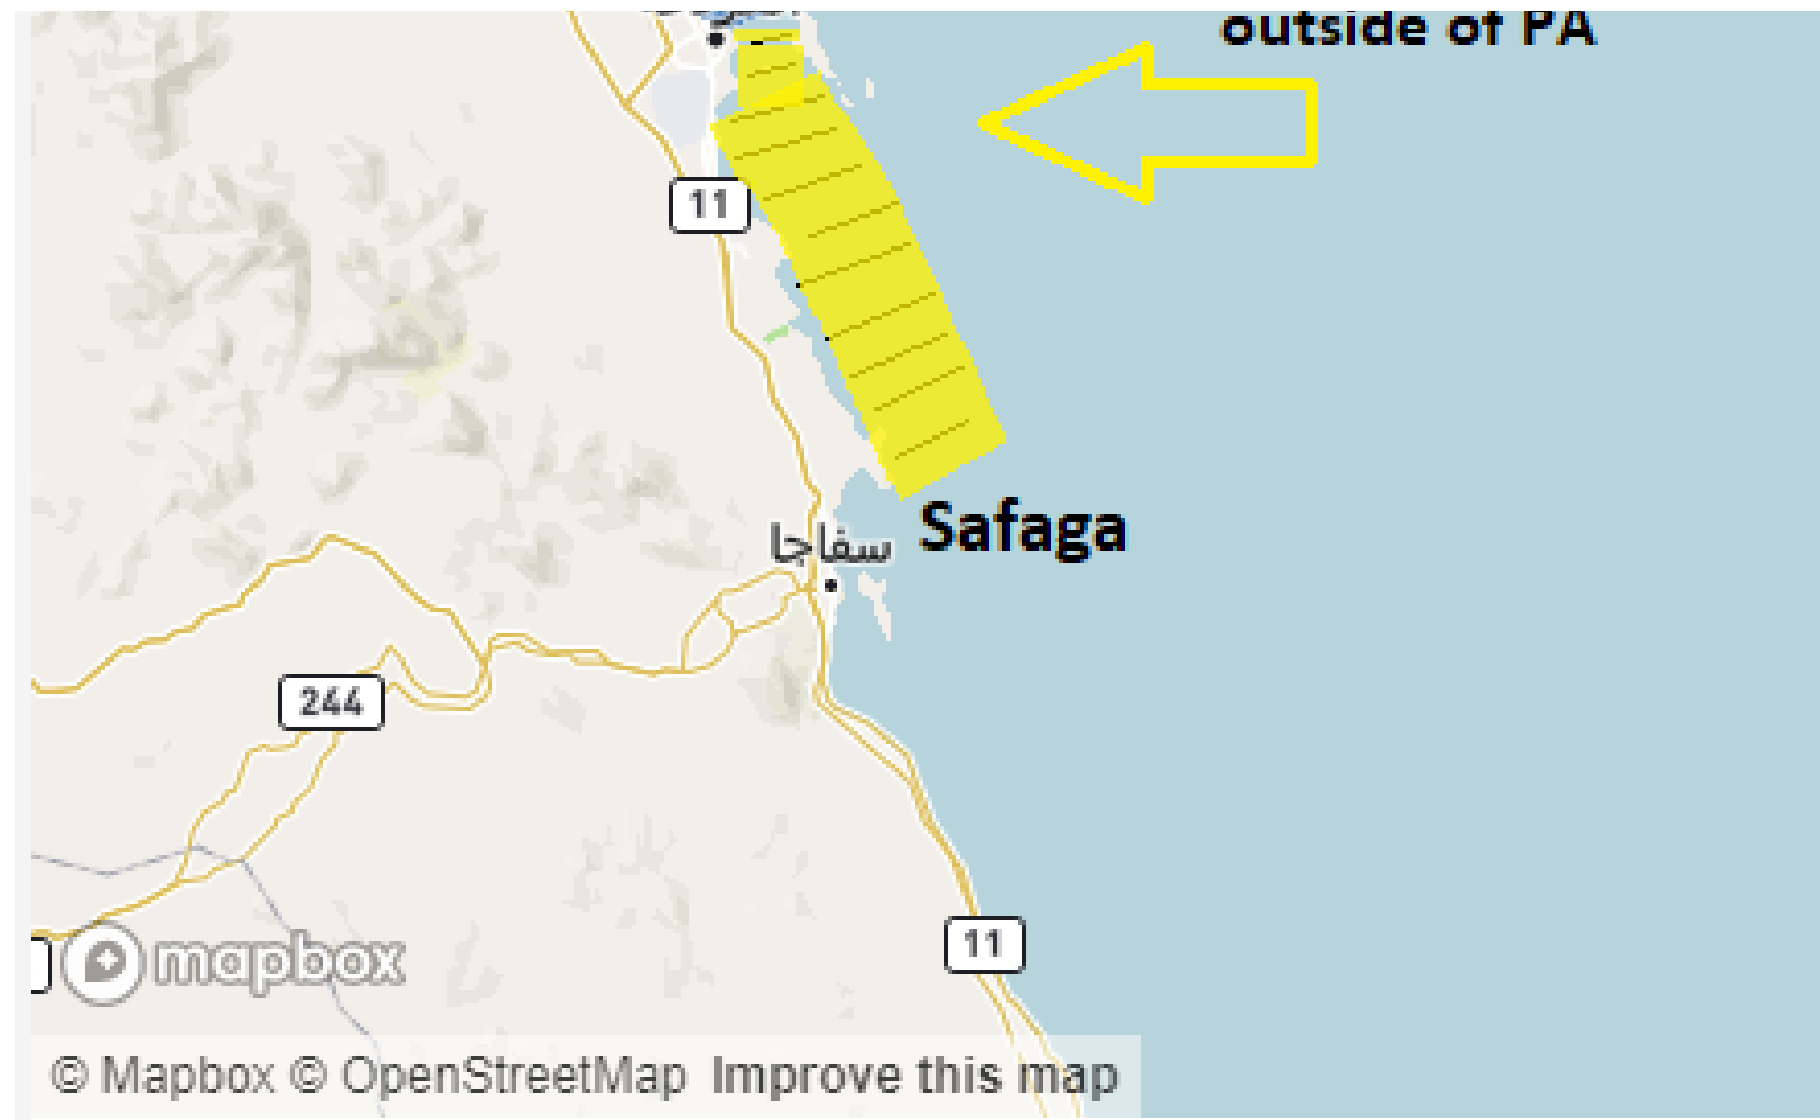 outside of PA
11
Safaga
سفاجا
244
11
mapbox
© Mapbox © OpenStreetMap Improve this map